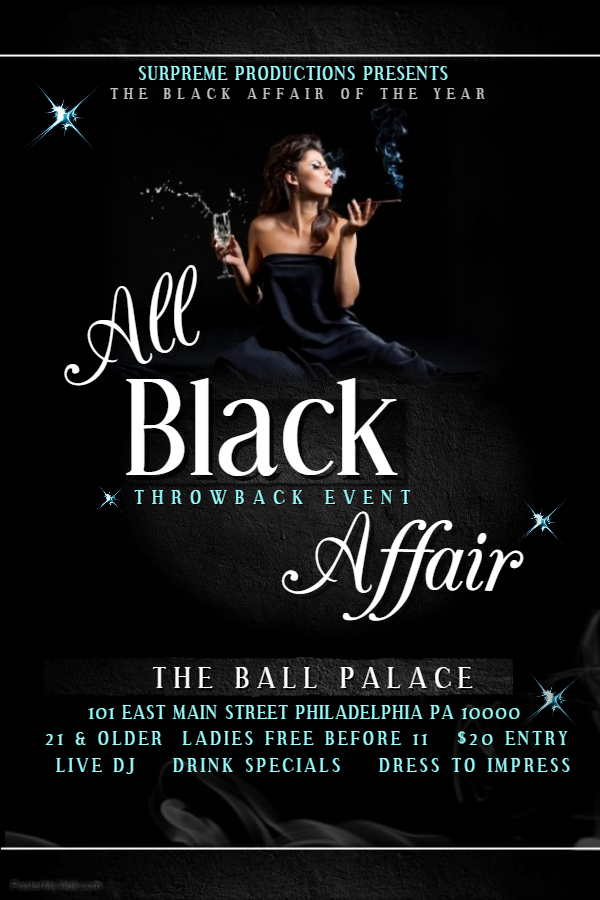 SURPREME PRODUCTIONS PRESENTS
THE BLACK AFFAIR OF THE YEAR
All
Black
THROWBACK EVENT
Affair
THE BALL PALACE
101 EAST MAIN STREET PHILADELPHIA PA 10000
21 & OLDER LADIES FREE BEFORE 11 $20 ENTRY
LIVE DJ DRINK SPECIALS DRESS TO IMPRESS
PosterMyWall.com